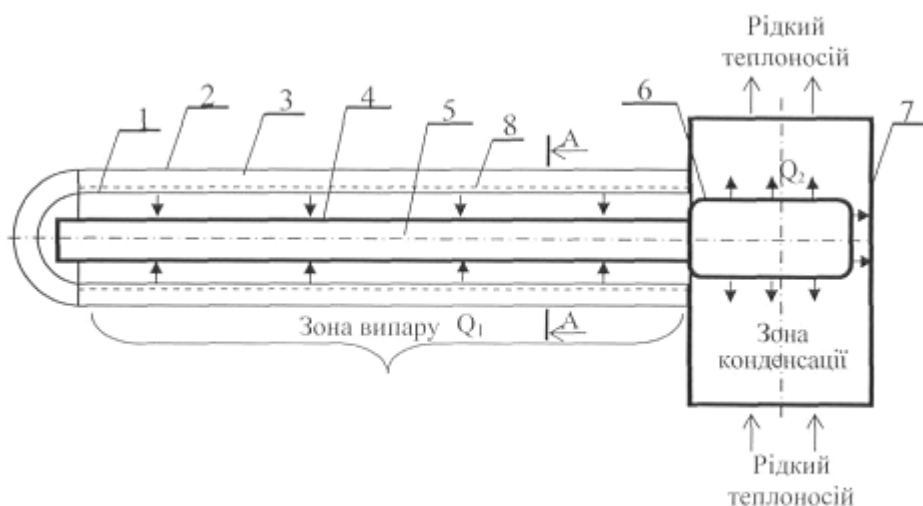 Рідкий
теплоносій
1
2
3
4
5
8
A
6
7
Q₂
Зона випару Q₁
A
Зона
конденсації
Рідкий
теплоносій